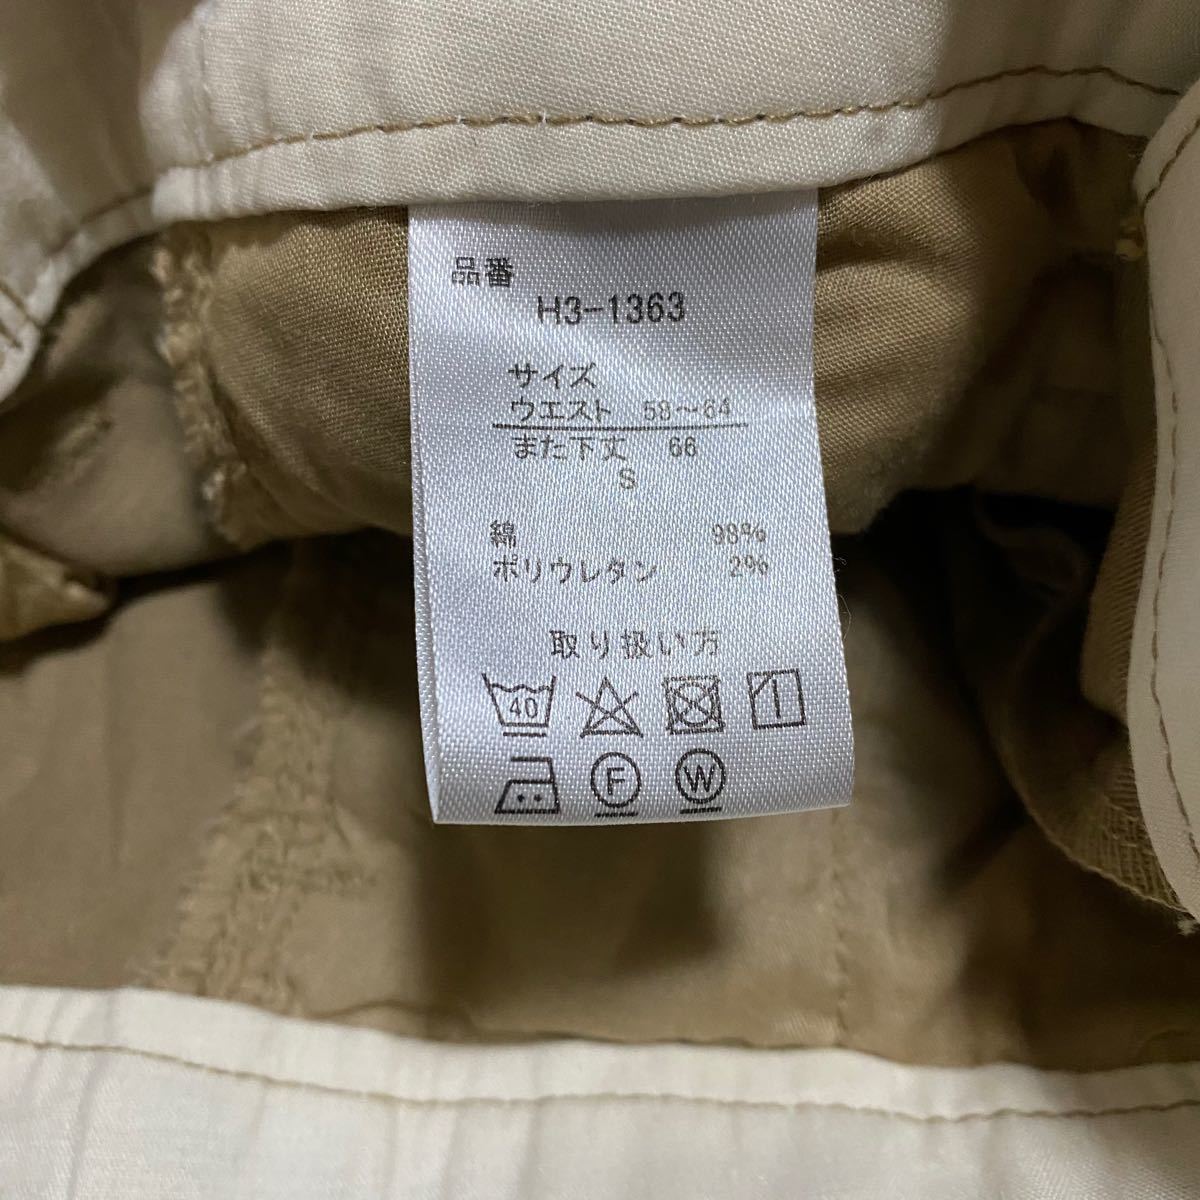 品番
H3-1363
サイズ
ウエスト 58~64
また下丈 66
S
綿 98%
ポリウレタン 2%
取り扱い方
40
F W